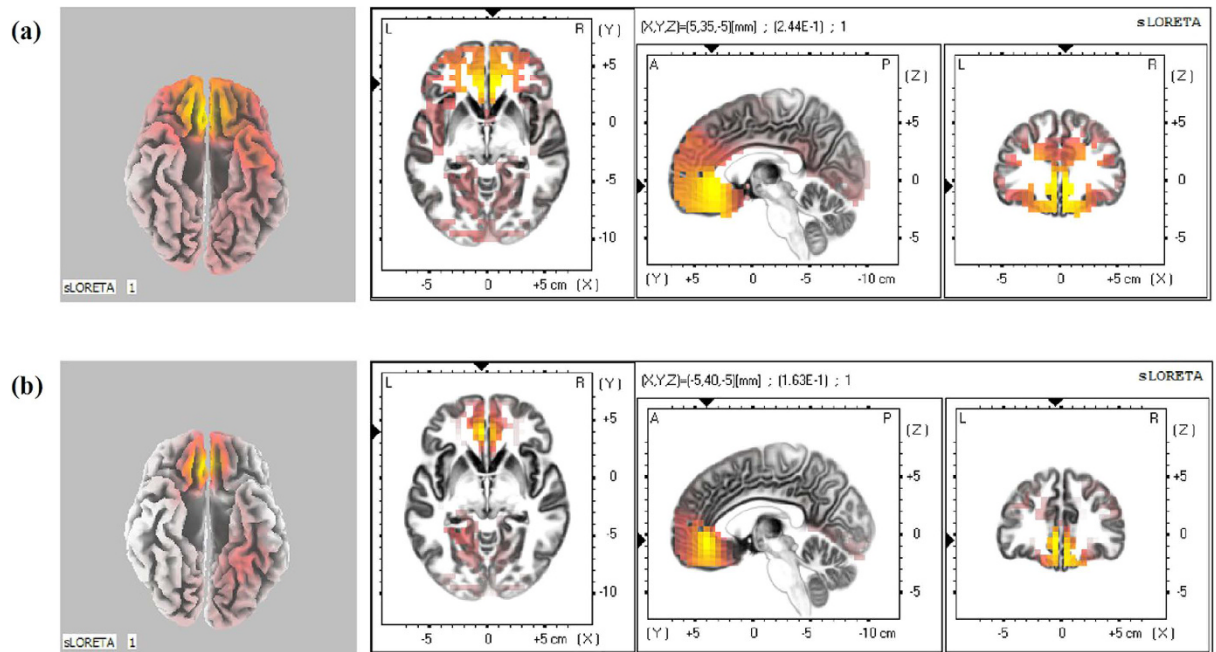 (a)
sLORETA 1
L R (Y)
+5
0
-5
-10
-5 0 +5 cm (X)
(X,Y,Z)=(5,35,-5)[mm] ; (2.44E-1) ; 1
sLORETA
A P (Z)
+5
0
-5
(Y) +5 0 -5 -10 cm
L R (Z)
+5
0
-5
-5 0 +5 cm (X)
(b)
sLORETA 1
L R (Y)
+5
0
-5
-10
-5 0 +5 cm (X)
(X,Y,Z)=(-5,40,-5)[mm] ; (1.63E-1) ; 1
sLORETA
A P (Z)
+5
0
-5
(Y) +5 0 -5 -10 cm
L R (Z)
+5
0
-5
-5 0 +5 cm (X)